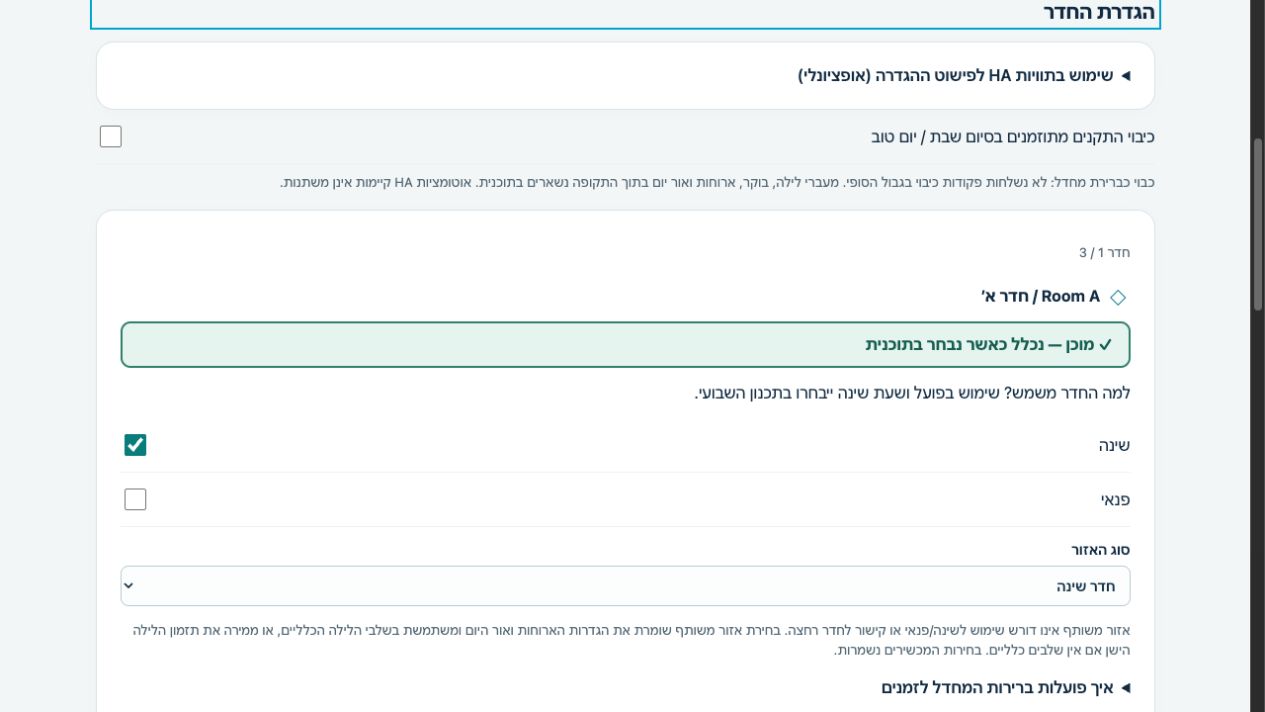 הגדרת החדר
◀ שימוש בתוויות HA לפישוט ההגדרה (אופציונלי)
כיבוי התקנים מתוזמנים בסיום שבת / יום טוב
כבוי כברירת מחדל: לא נשלחות פקודות כיבוי בגבול הסופי. מעברי לילה, בוקר, ארוחות ואור יום בתוך התקופה נשארים בתוכנית. אוטומציות HA קיימות אינן משתנות.
חדר 1 / 3
◇ Room A / חדר א׳
✓ מוכן — נכלל כאשר נבחר בתוכנית
למה החדר משמש? שימוש בפועל ושעת שינה ייבחרו בתכנון השבועי.
שינה
פנאי
סוג האזור
חדר שינה
אזור משותף אינו דורש שימוש לשינה/פנאי או קישור לחדר רחצה. בחירת אזור משותף שומרת את הגדרות הארוחות ואור היום ומשתמשת בשלבי הלילה הכלליים, או ממירה את תזמון הלילה
הישן אם אין שלבים כלליים. בחירות המכשירים נשמרות.
◀ איך פועלות ברירות המחדל לזמנים